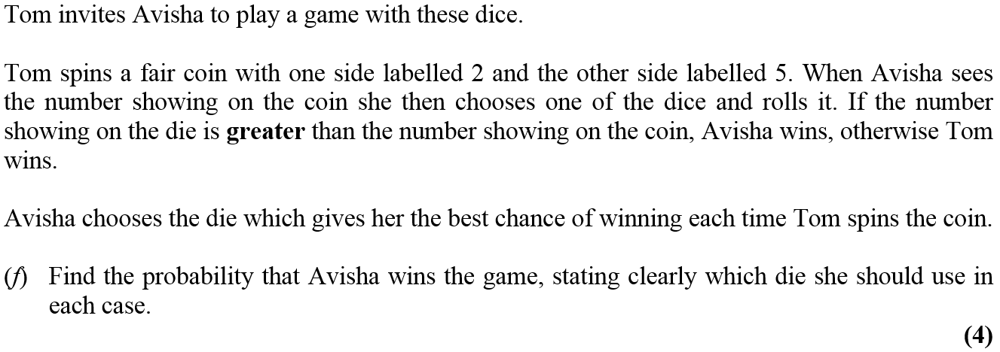 Tom invites Avisha to play a game with these dice.
Tom spins a fair coin with one side labelled 2 and the other side labelled 5. When Avisha sees
the number showing on the coin she then chooses one of the dice and rolls it. If the number
showing on the die is greater than the number showing on the coin, Avisha wins, otherwise Tom
wins.
Avisha chooses the die which gives her the best chance of winning each time Tom spins the coin.
(f) Find the probability that Avisha wins the game, stating clearly which die she should use in
each case.
(4)